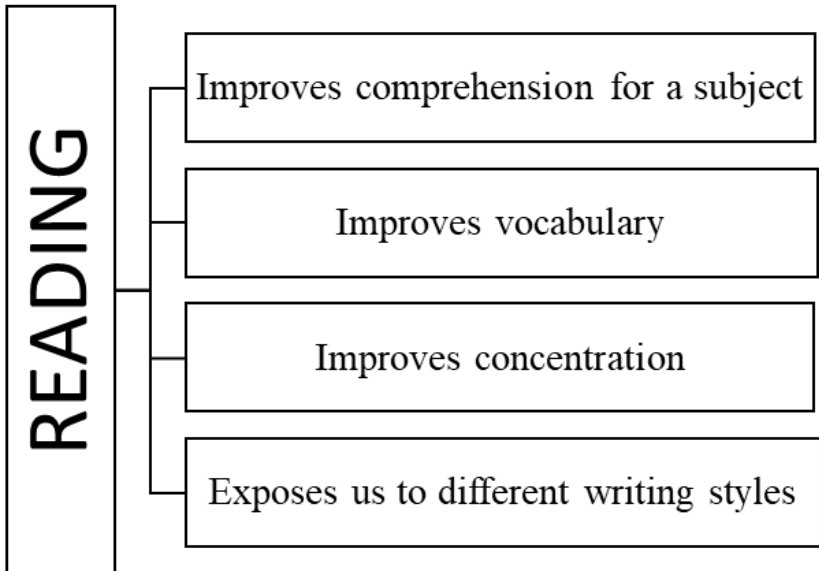 READING
Improves comprehension for a subject
Improves vocabulary
Improves concentration
Exposes us to different writing styles